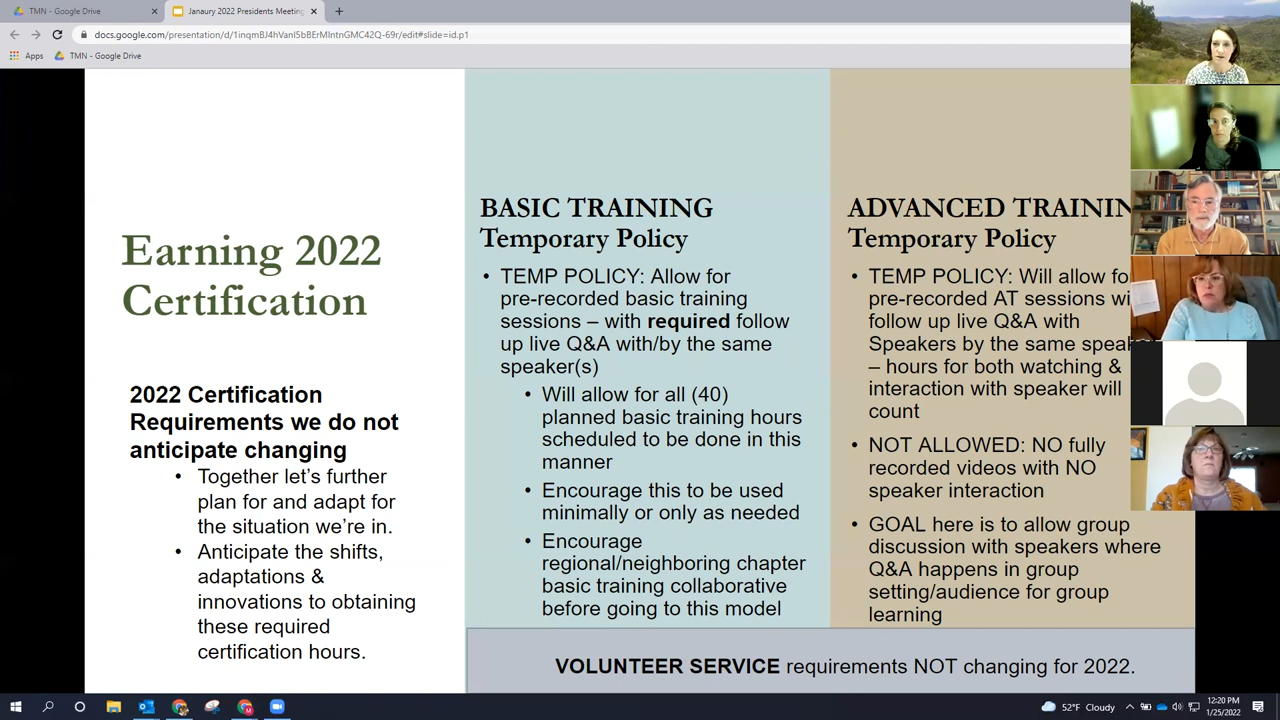 TMN - Google Drive
Janaury 2022 Presidents Meeting
docs.google.com/presentation/d/
Apps
TMN - Google Drive
Earning 2022
Certification
2022 Certification
Requirements we do not
anticipate changing
• Together let's further
plan for and adapt for
the situation we're in.
• Anticipate the shifts,
adaptations &
innovations to obtaining
these required
certification hours.
BASIC TRAINING
Temporary Policy
• TEMP POLICY: Allow for
pre-recorded basic training
sessions – with required follow
up live Q&A with/by the same
speaker(s)
• Will allow for all (40)
planned basic training hours
scheduled to be done in this
manner
• Encourage this to be used
minimally or only as needed
• Encourage
regional/neighboring chapter
basic training collaborative
before going to this model
ADVANCED TRAININ
Temporary Policy
• TEMP POLICY: Will allow fo
pre-recorded AT sessions wi
follow up live Q&A with
Speakers by the same speak
– hours for both watching &
interaction with speaker will
count
• NOT ALLOWED: NO fully
recorded videos with NO
speaker interaction
• GOAL here is to allow group
discussion with speakers where
Q&A happens in group
setting/audience for group
learning
VOLUNTEER SERVICE requirements NOT changing for 2022.
52°F Cloudy
12:20 PM
1/25/2022